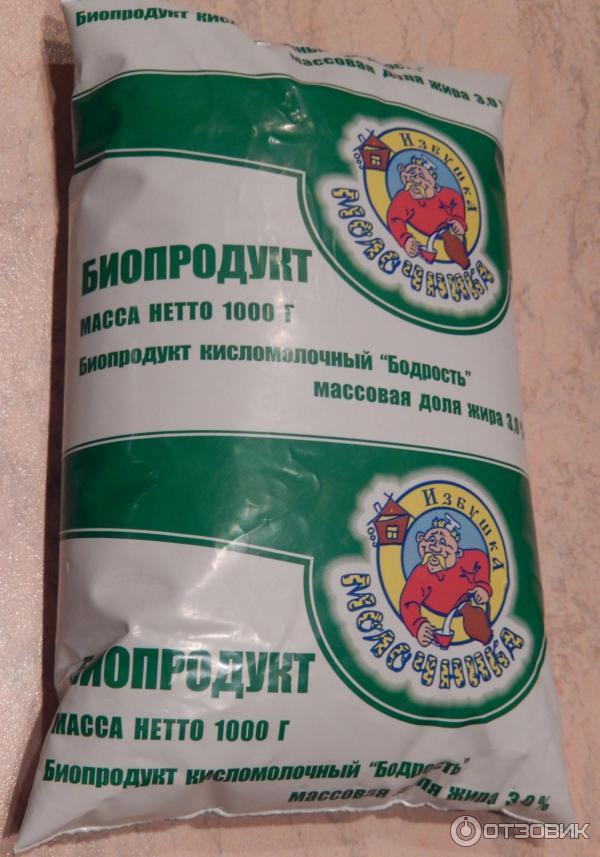 Биопродукт
массовая доля жира 3.0
ИЗБУШКА
МОЛОЧНИКА
БИОПРОДУКТ
МАССА НЕТТО 1000 Г
Биопродукт кисломолочный "Бодрость"
массовая доля жира 3.0%
ИЗБУШКА
МОЛОЧНИКА
БИОПРОДУКТ
МАССА НЕТТО 1000 Г
Биопродукт кисломолочный "Бодрость"
массовая доля жира 3.0%
ОТЗОВИК